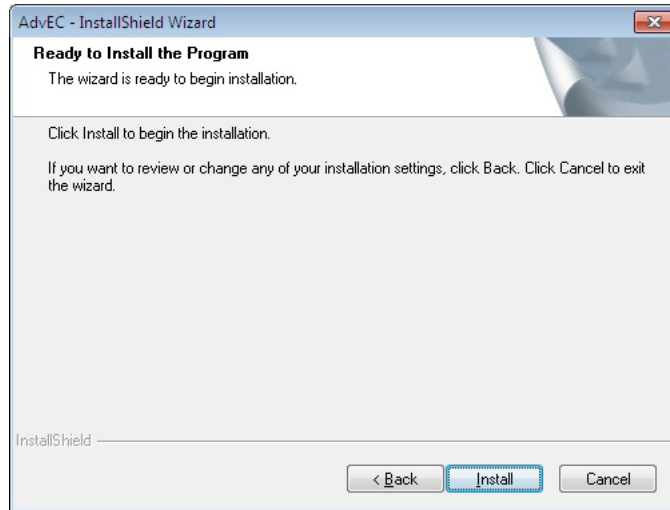 AdvEC - InstallShield Wizard
Ready to Install the Program
The wizard is ready to begin installation.
Click Install to begin the installation.
If you want to review or change any of your installation settings, click Back. Click Cancel to exit
the wizard.
InstallShield
< Back Install Cancel